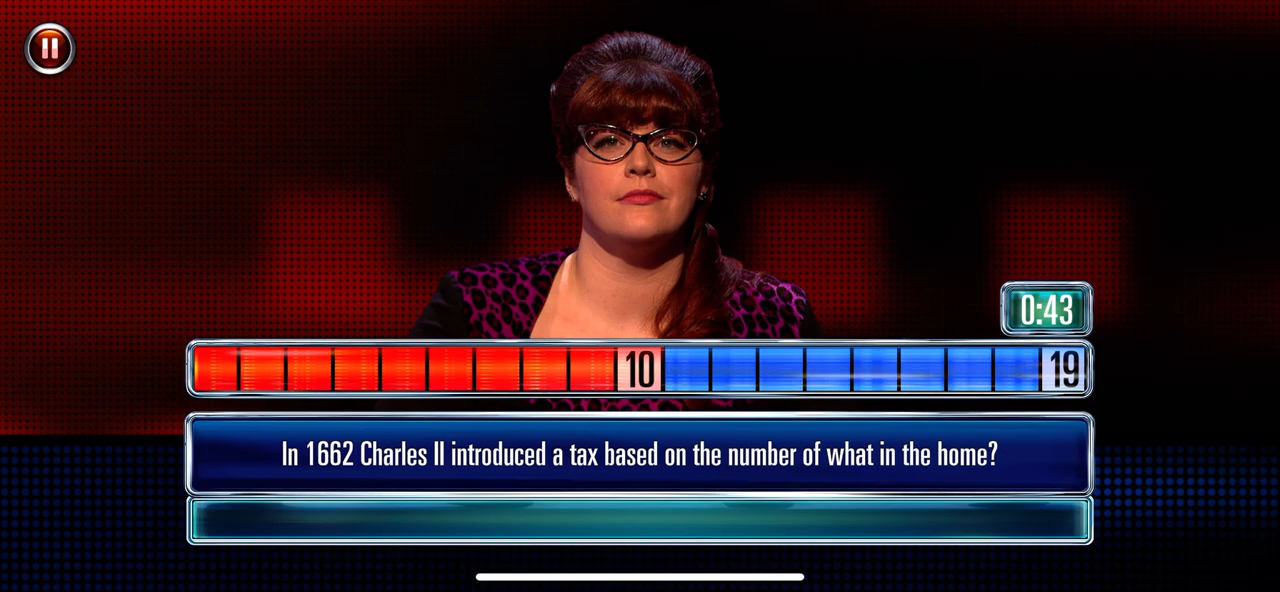 0:43
10
19
In 1662 Charles II introduced a tax based on the number of what in the home?